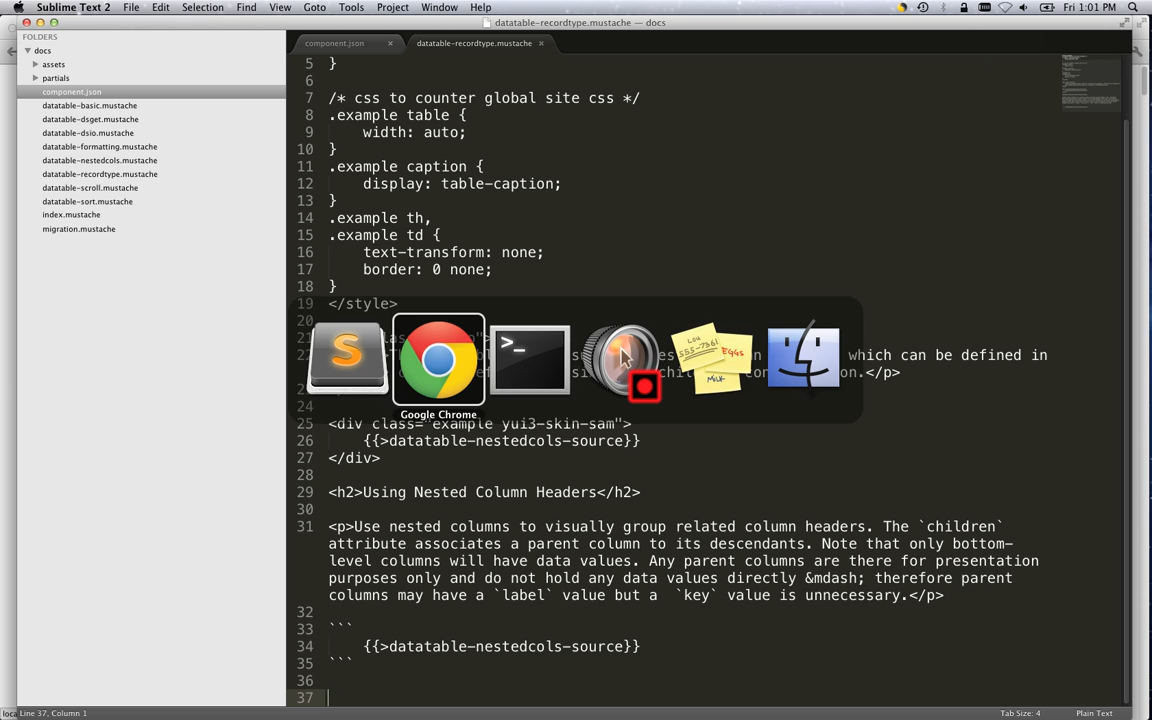 Sublime Text 2 File Edit Selection Find View Goto Tools Project Window Help Fri 1:01 PM
datatable-recordtype.mustache — docs
FOLDERS
docs
assets
partials
component.json
datatable-basic.mustache
datatable-dsget.mustache
datatable-dsio.mustache
datatable-formatting.mustache
datatable-nestedcols.mustache
datatable-recordtype.mustache
datatable-scroll.mustache
datatable-sort.mustache
index.mustache
migration.mustache
component.json × datatable-recordtype.mustache ×
5 }
6
7 /* css to counter global site css */
8 .example table {
9 width: auto;
10 }
11 .example caption {
12 display: table-caption;
13 }
14 .example th,
15 .example td {
16 text-transform: none;
17 border: 0 none;
18 }
19 </style>
20
which can be defined in
.</p>
24
Google Chrome
25 <div class="example yui3-skin-sam">
26 {{>datatable-nestedcols-source}}
27 </div>
28
29 <h2>Using Nested Column Headers</h2>
30
31 <p>Use nested columns to visually group related column headers. The `children`
attribute associates a parent column to its descendants. Note that only bottom-
level columns will have data values. Any parent columns are there for presentation
purposes only and do not hold any data values directly &mdash; therefore parent
columns may have a `label` value but a  `key` value is unnecessary.</p>
32
33 ```
34 {{>datatable-nestedcols-source}}
35 ```
36
37
Line 37, Column 1 Tab Size: 4 Plain Text